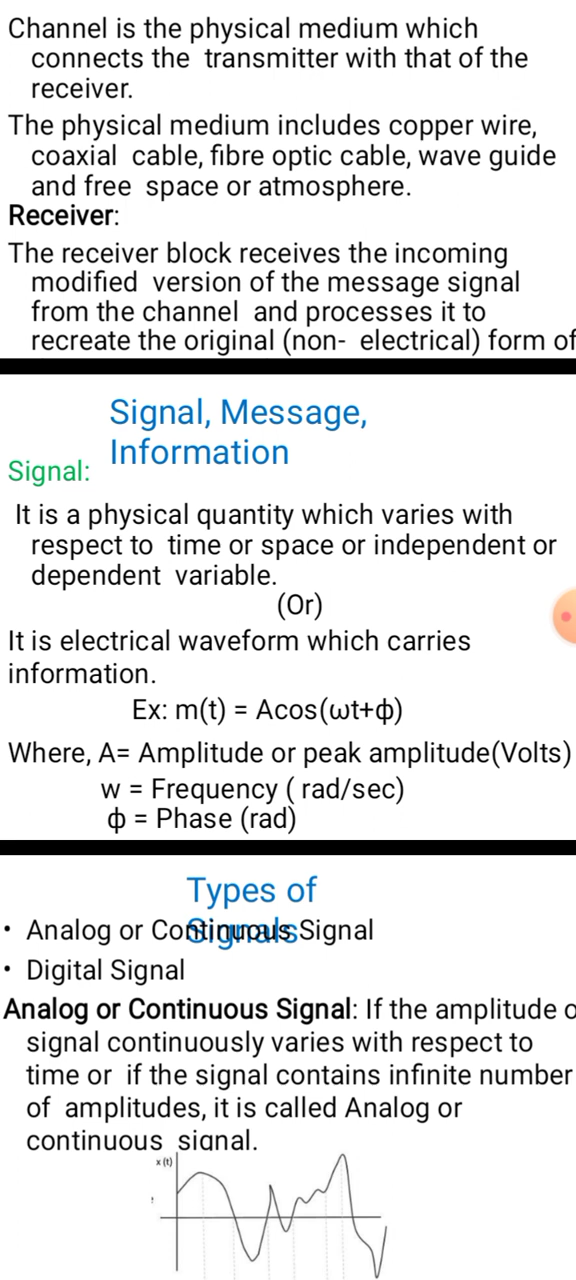 Channel is the physical medium which
connects the transmitter with that of the
receiver.
The physical medium includes copper wire,
coaxial cable, fibre optic cable, wave guide
and free space or atmosphere.
Receiver:
The receiver block receives the incoming
modified version of the message signal
from the channel and processes it to
recreate the original (non- electrical) form of
Signal, Message,
Information
Signal:
It is a physical quantity which varies with
respect to time or space or independent or
dependent variable.
(Or)
It is electrical waveform which carries
information.
Ex: m(t) = Acos(ωt+ϕ)
Where, A= Amplitude or peak amplitude(Volts)
w = Frequency ( rad/sec)
ϕ = Phase (rad)
Types of
Signals
• Analog or Continuous Signal
• Digital Signal
Analog or Continuous Signal: If the amplitude o
signal continuously varies with respect to
time or if the signal contains infinite number
of amplitudes, it is called Analog or
continuous signal.
x(t)